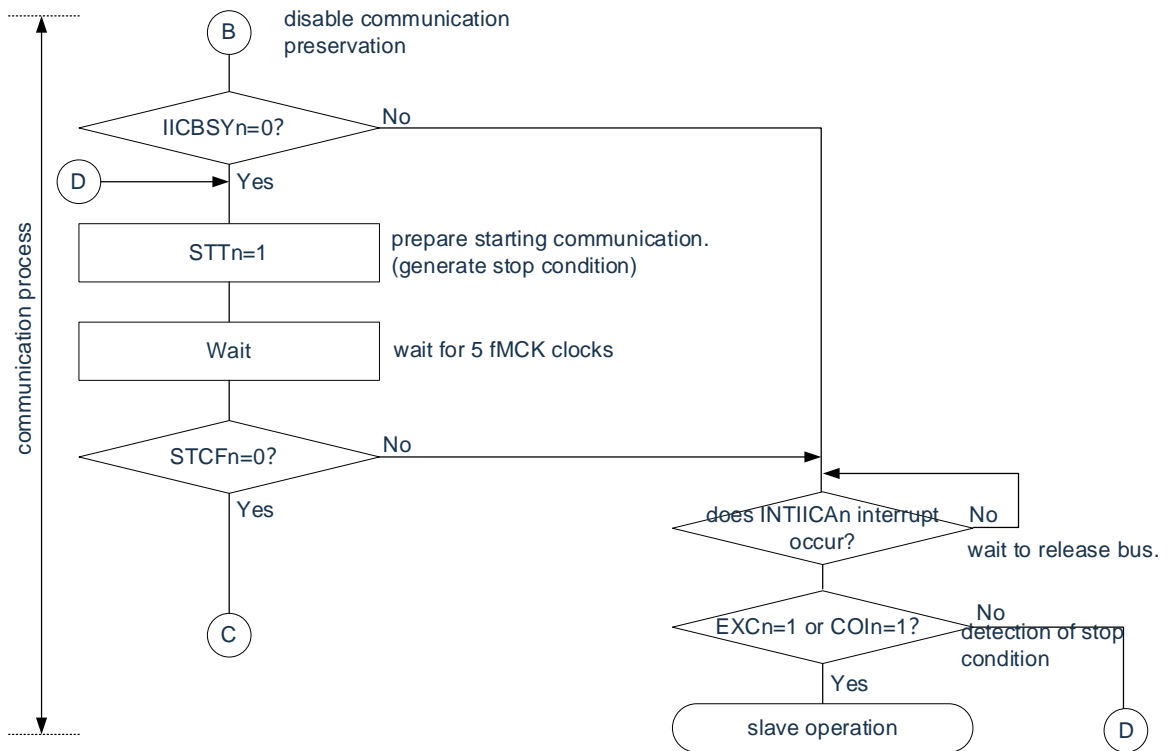 B
disable communication
preservation
IICBSYn=0?
No
D
Yes
STTn=1
prepare starting communication.
(generate stop condition)
communication process
Wait
wait for 5 fMCK clocks
STCFn=0?
No
Yes
does INTIICAn interrupt
occur?
No
wait to release bus.
C
EXCn=1 or COIn=1?
No
detection of stop
condition
Yes
slave operation
D